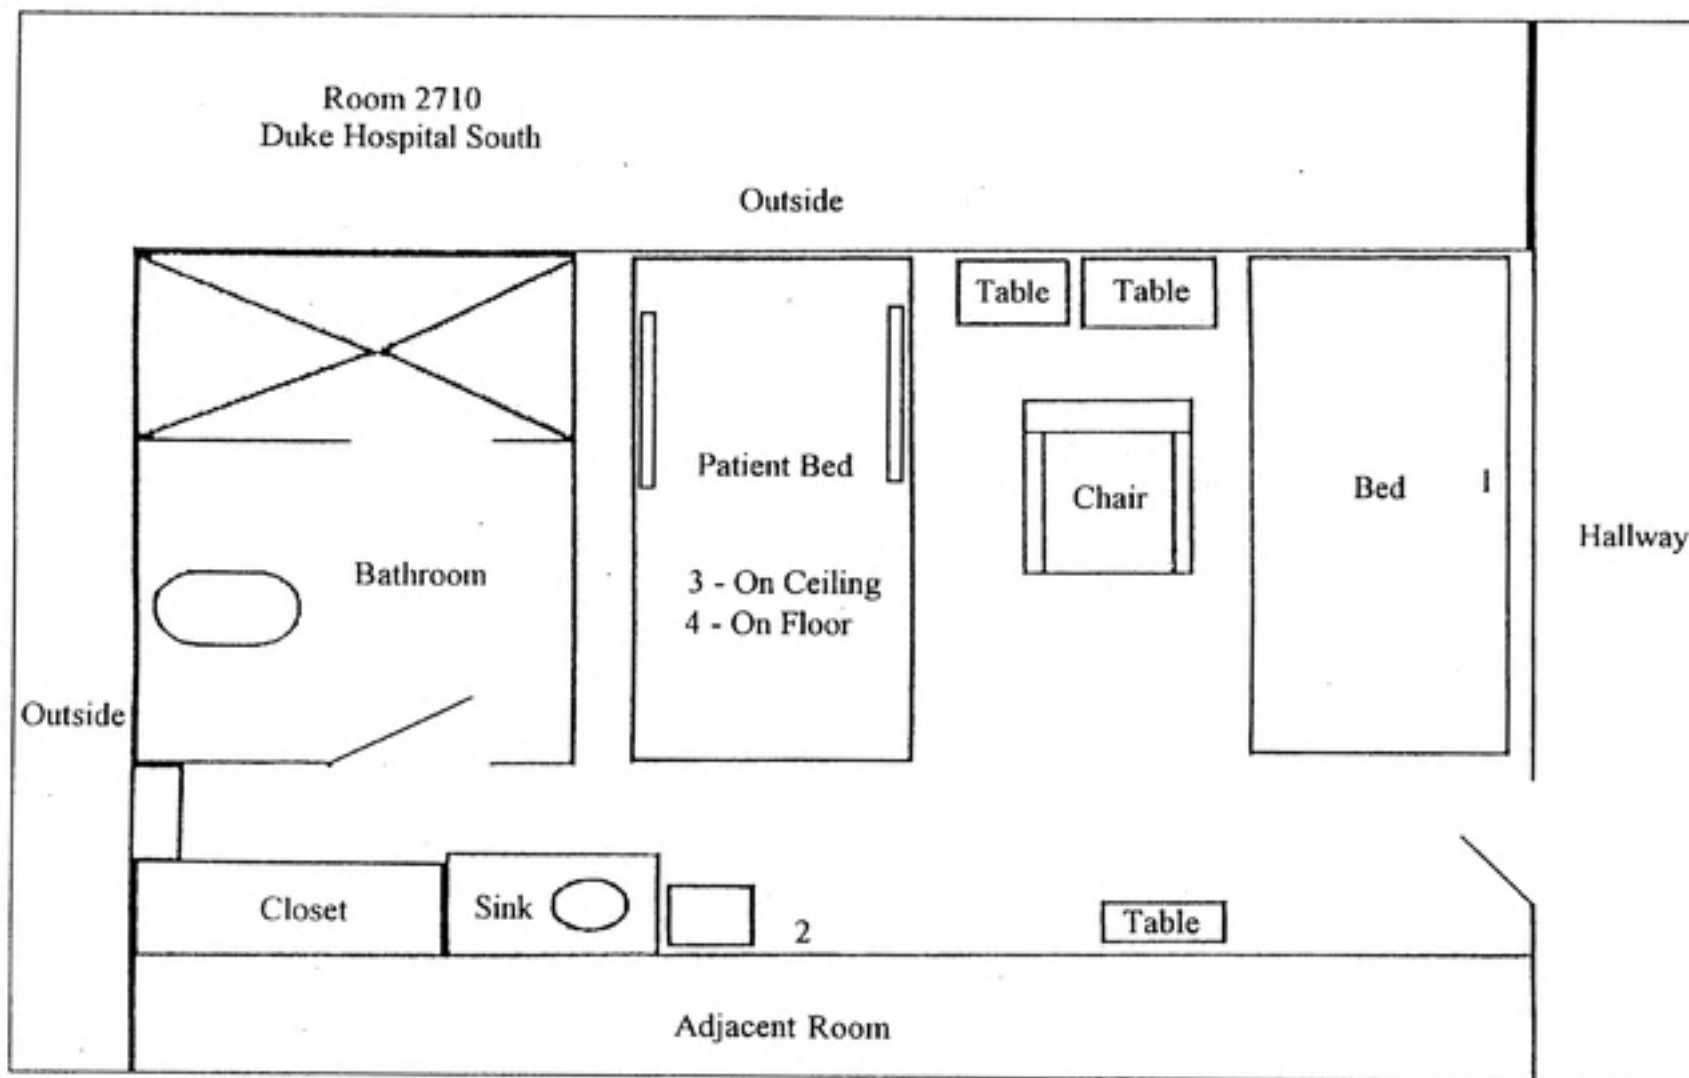 Room 2710
Duke Hospital South
Outside
Table
Table
Patient Bed
Chair
Bed
1
Hallway
Bathroom
3 - On Ceiling
4 - On Floor
Outside
Closet
Sink
2
Table
Adjacent Room